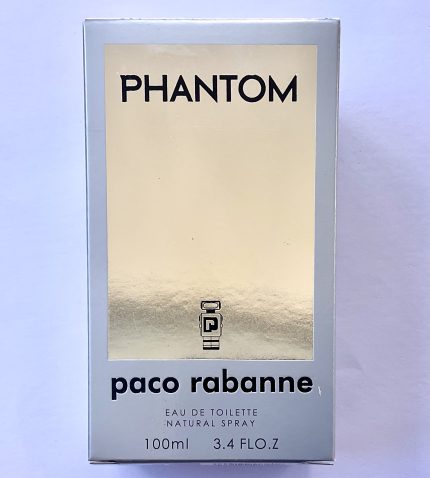 PHANTOM
P
paco rabanne
EAU DE TOILETTE
NATURAL SPRAY
100ml 3.4 FLO.Z